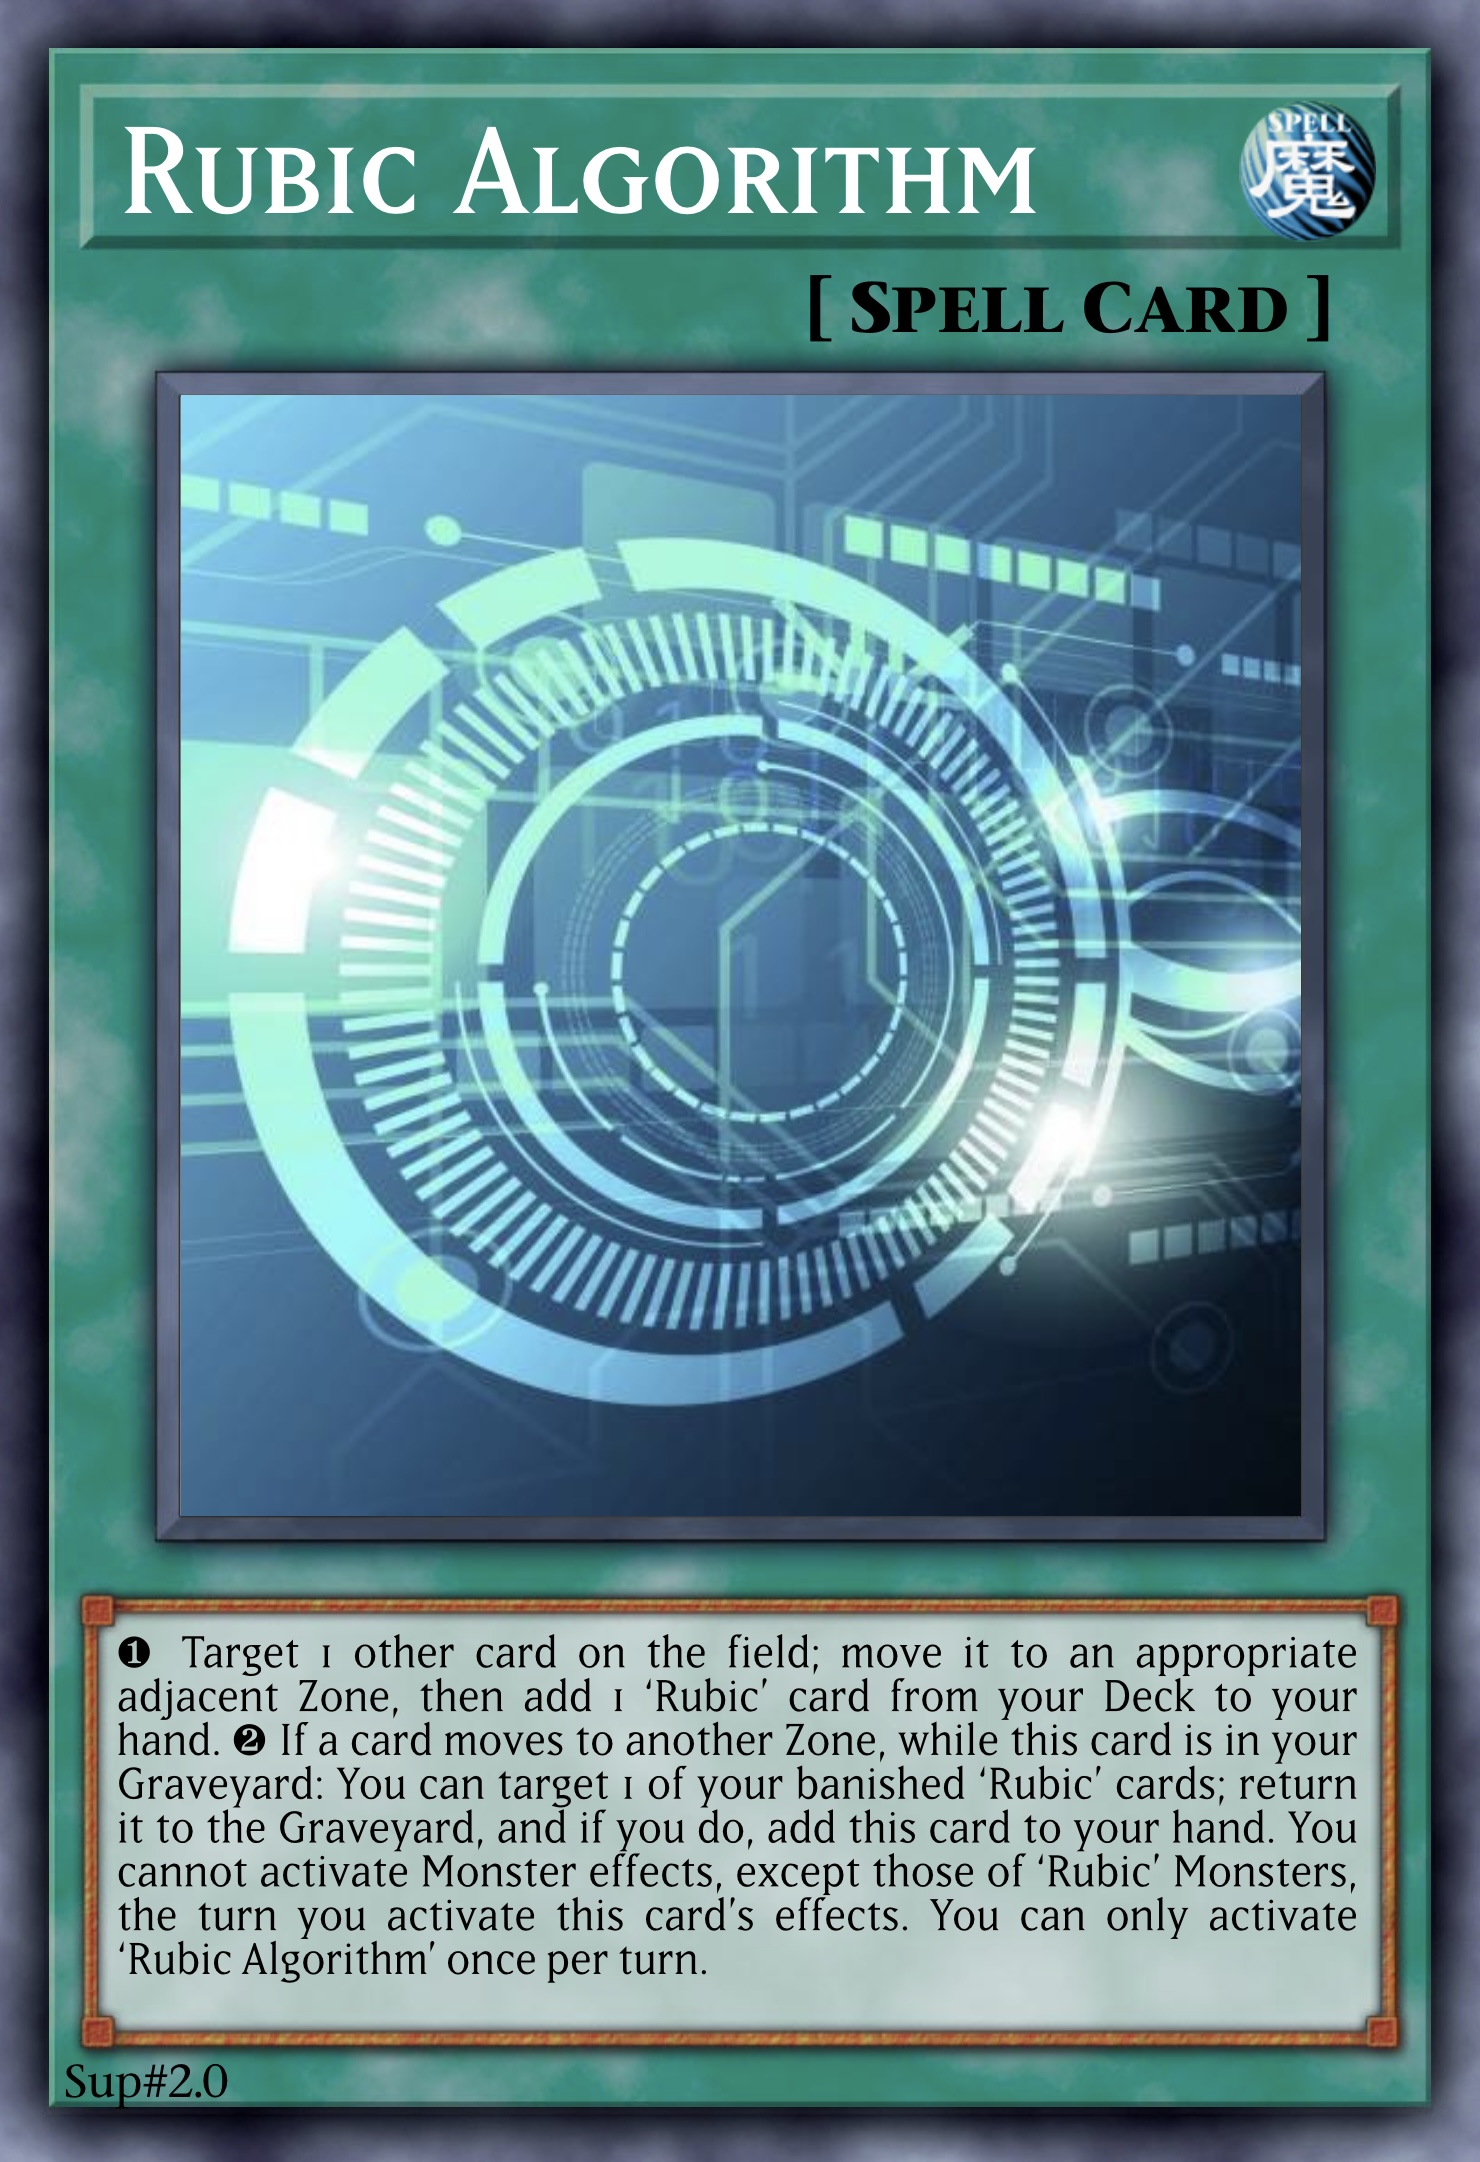 Rubic Algorithm
SPELL
魔
[ Spell Card ]
❶ Target 1 other card on the field; move it to an appropriate
adjacent Zone, then add 1 ‘Rubic’ card from your Deck to your
hand. ❷ If a card moves to another Zone, while this card is in your
Graveyard: You can target 1 of your banished ‘Rubic’ cards; return
it to the Graveyard, and if you do, add this card to your hand. You
cannot activate Monster effects, except those of ‘Rubic’ Monsters,
the turn you activate this card's effects. You can only activate
‘Rubic Algorithm’ once per turn.
Sup#2.0